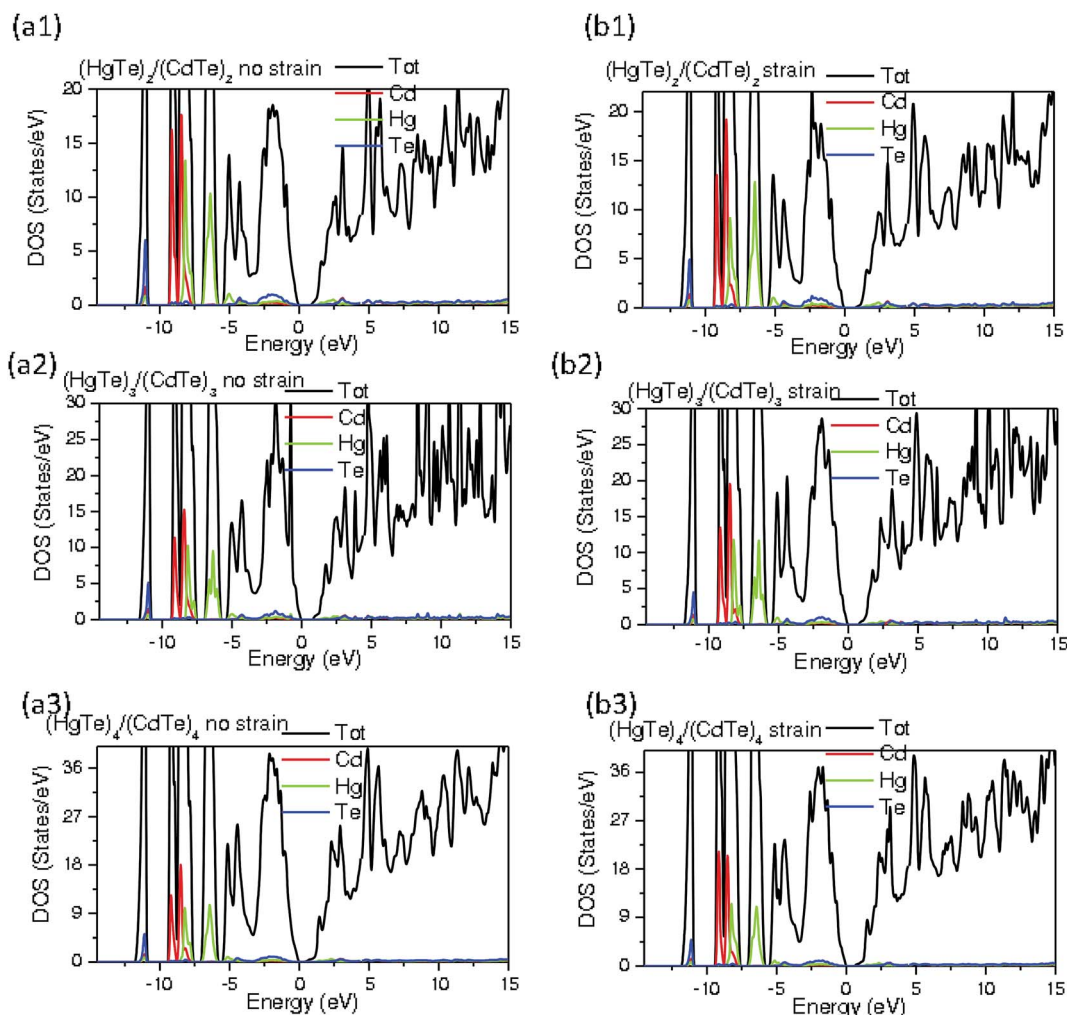 (a1)
(HgTe)2/(CdTe)2 no strain
Tot
Cd
Hg
Te
20
15
10
5
0
DOS (States/eV)
-10 -5 0 5 10 15
Energy (eV)
(b1)
(HgTe)2/(CdTe)2 strain
Tot
Cd
Hg
Te
20
15
10
5
0
DOS (States/eV)
-10 -5 0 5 10 15
Energy (eV)
(a2)
(HgTe)3/(CdTe)3 no strain
Tot
Cd
Hg
Te
30
25
20
15
10
5
0
DOS (States/eV)
-10 -5 0 5 10 15
Energy (eV)
(b2)
(HgTe)3/(CdTe)3 strain
Tot
Cd
Hg
Te
30
25
20
15
10
5
0
DOS (States/eV)
-10 -5 0 5 10 15
Energy (eV)
(a3)
(HgTe)4/(CdTe)4 no strain
Tot
Cd
Hg
Te
36
27
18
9
0
DOS (States/eV)
-10 -5 0 5 10 15
Energy (eV)
(b3)
(HgTe)4/(CdTe)4 strain
Tot
Cd
Hg
Te
36
27
18
9
0
DOS (States/eV)
-10 -5 0 5 10 15
Energy (eV)